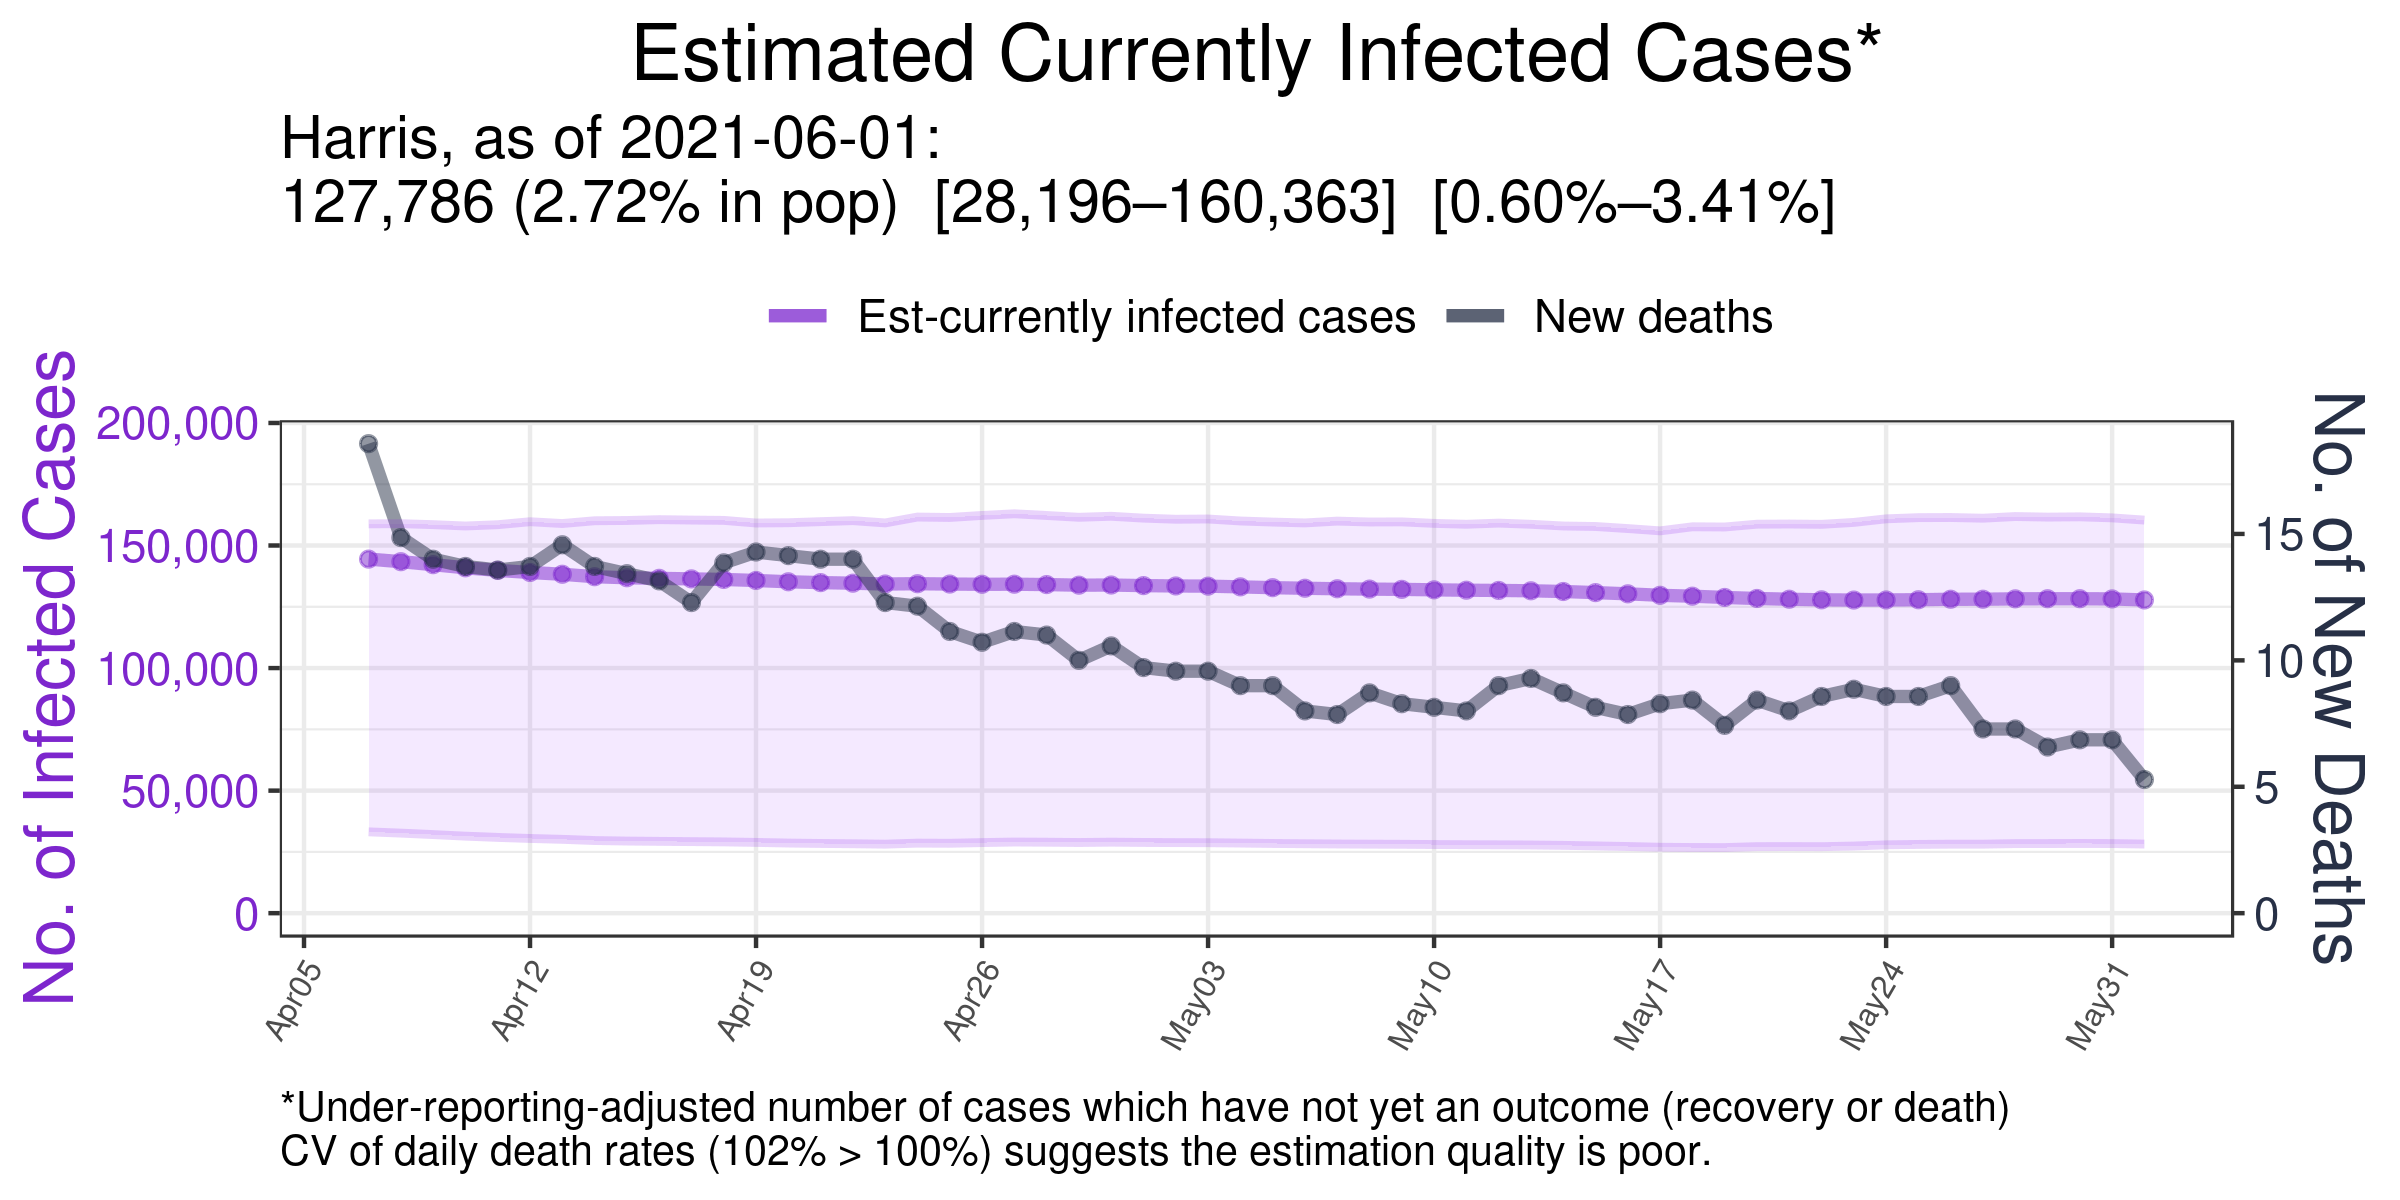 Estimated Currently Infected Cases*
Harris, as of 2021-06-01:
127,786 (2.72% in pop)  [28,196–160,363]  [0.60%–3.41%]
Est-currently infected cases
New deaths
No. of Infected Cases
200,000
150,000
100,000
50,000
0
15
10
5
0
No. of New Deaths
Apr05
Apr12
Apr19
Apr26
May03
May10
May17
May24
May31
*Under-reporting-adjusted number of cases which have not yet an outcome (recovery or death)
CV of daily death rates (102% > 100%) suggests the estimation quality is poor.